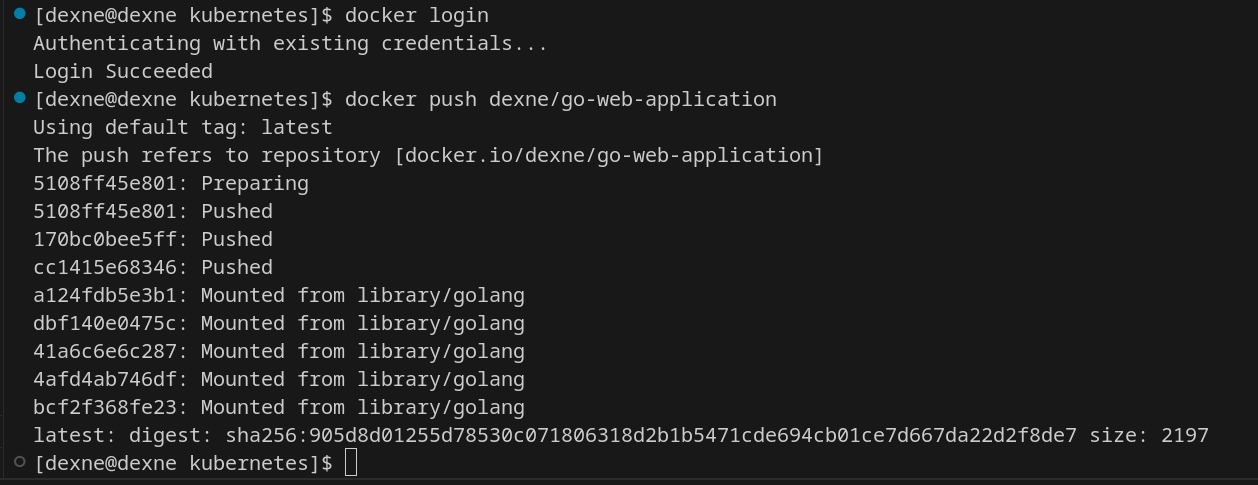 [dexne@dexne kubernetes]$ docker login
Authenticating with existing credentials...
Login Succeeded
[dexne@dexne kubernetes]$ docker push dexne/go-web-application
Using default tag: latest
The push refers to repository [docker.io/dexne/go-web-application]
5108ff45e801: Preparing
5108ff45e801: Pushed
170bc0bee5ff: Pushed
cc1415e68346: Pushed
a124fdb5e3b1: Mounted from library/golang
dbf140e0475c: Mounted from library/golang
41a6c6e6c287: Mounted from library/golang
4afd4ab746df: Mounted from library/golang
bcf2f368fe23: Mounted from library/golang
latest: digest: sha256:905d8d01255d78530c071806318d2b1b5471cde694cb01ce7d667da22d2f8de7 size: 2197
[dexne@dexne kubernetes]$